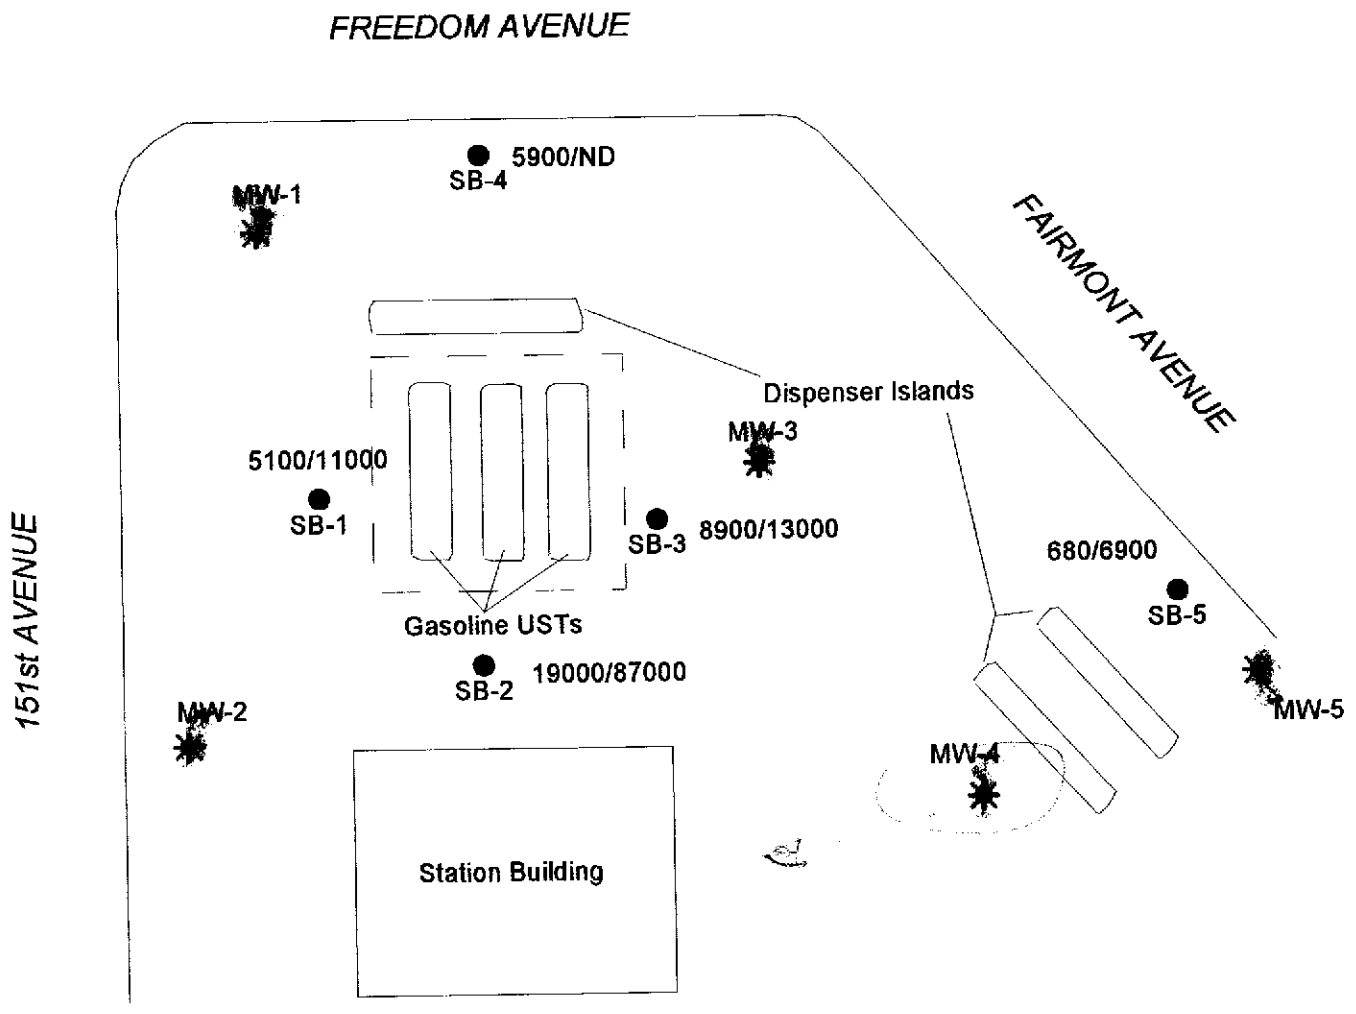 FREEDOM AVENUE
5900/ND
SB-4
MW-1
FAIRMONT AVENUE
Dispenser Islands
MW-3
5100/11000
SB-1
SB-3
8900/13000
680/6900
SB-5
151st AVENUE
Gasoline USTs
SB-2
19000/87000
MW-2
MW-5
MW-4
Station Building